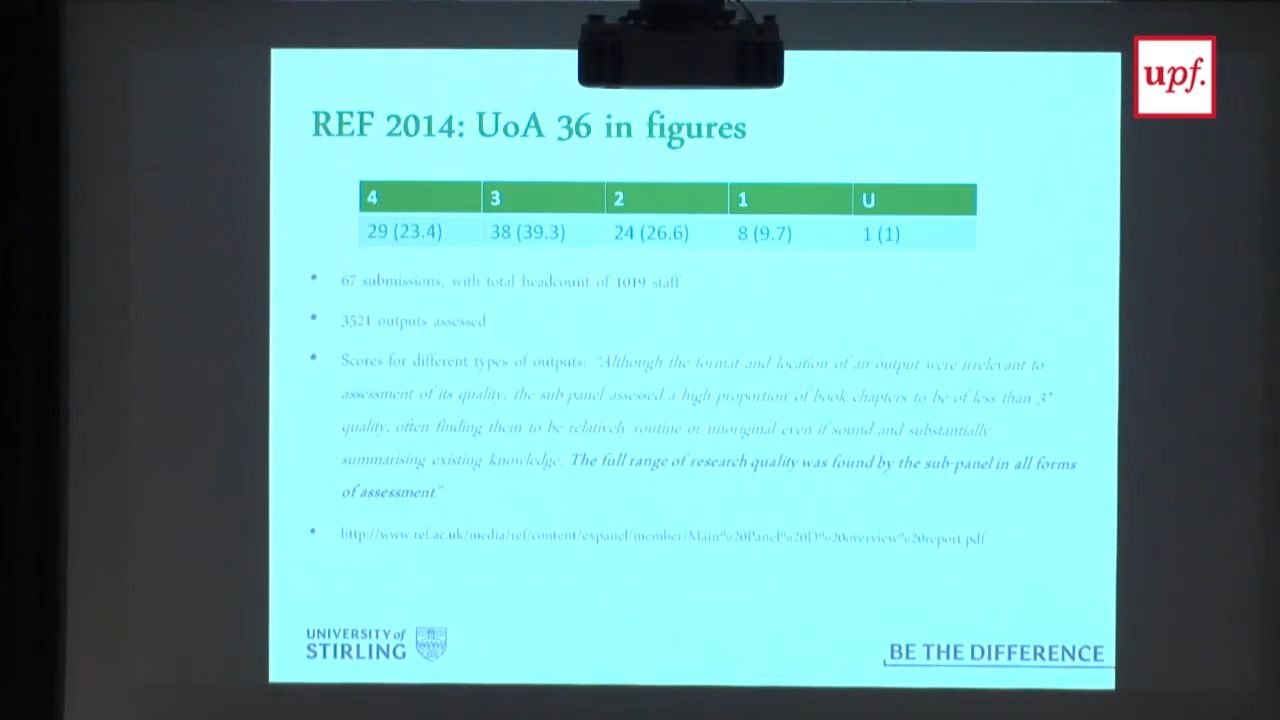 upf.
REF 2014: UoA 36 in figures
4 3 2 1 U
29 (23.4) 38 (39.3) 24 (26.6) 8 (9.7) 1 (1)
• 67 submissions, with total headcount of 1019 staff
• 3521 outputs assessed
• Scores for different types of outputs: "Although the format and location of an output were irrelevant to
assessment of its quality, the sub panel assessed a high proportion of book chapters to be of less than 3*
quality, often finding them to be relatively routine or unoriginal even if sound and substantially
summarising existing knowledge. The full range of research quality was found by the sub-panel in all forms
of assessment."
• http://www.ref.ac.uk/media/ref/content/expanel/member/Main%20Panel%20D%20overview%20report.pdf
UNIVERSITY of
STIRLING
BE THE DIFFERENCE